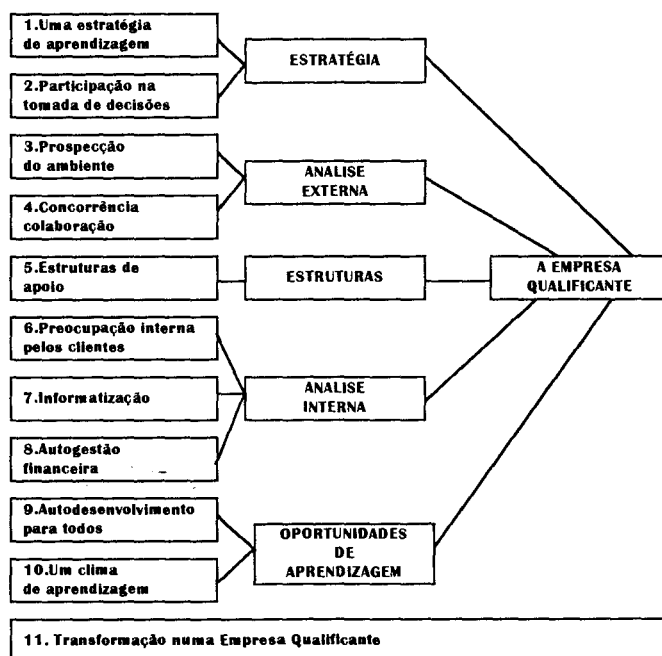 1.Uma estratégia
de aprendizagem
2.Participação na
tomada de decisões
3.Prospecção
do ambiente
4.Concorrência
colaboração
5.Estruturas de
apoio
6.Preocupação interna
pelos clientes
7.Informatização
8.Autogestão
financeira
9.Autodesenvolvimento
para todos
10.Um clima
de aprendizagem
ESTRATÉGIA
ANALISE
EXTERNA
ESTRUTURAS
ANALISE
INTERNA
OPORTUNIDADES
DE
APRENDIZAGEM
A EMPRESA
QUALIFICANTE
11. Transformação numa Empresa Qualificante